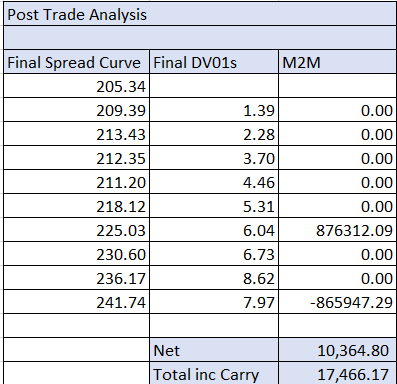 Post Trade Analysis
Final Spread Curve Final DV01s M2M
205.34
209.39 1.39 0.00
213.43 2.28 0.00
212.35 3.70 0.00
211.20 4.46 0.00
218.12 5.31 0.00
225.03 6.04 876312.09
230.60 6.73 0.00
236.17 8.62 0.00
241.74 7.97 -865947.29
Net 10,364.80
Total inc Carry 17,466.17